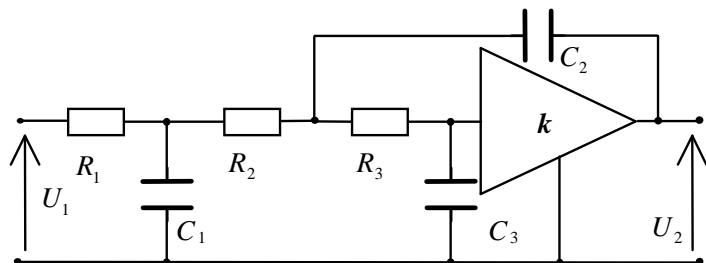 C₂
k
R₁
R₂
R₃
U₁
C₁
C₃
U₂